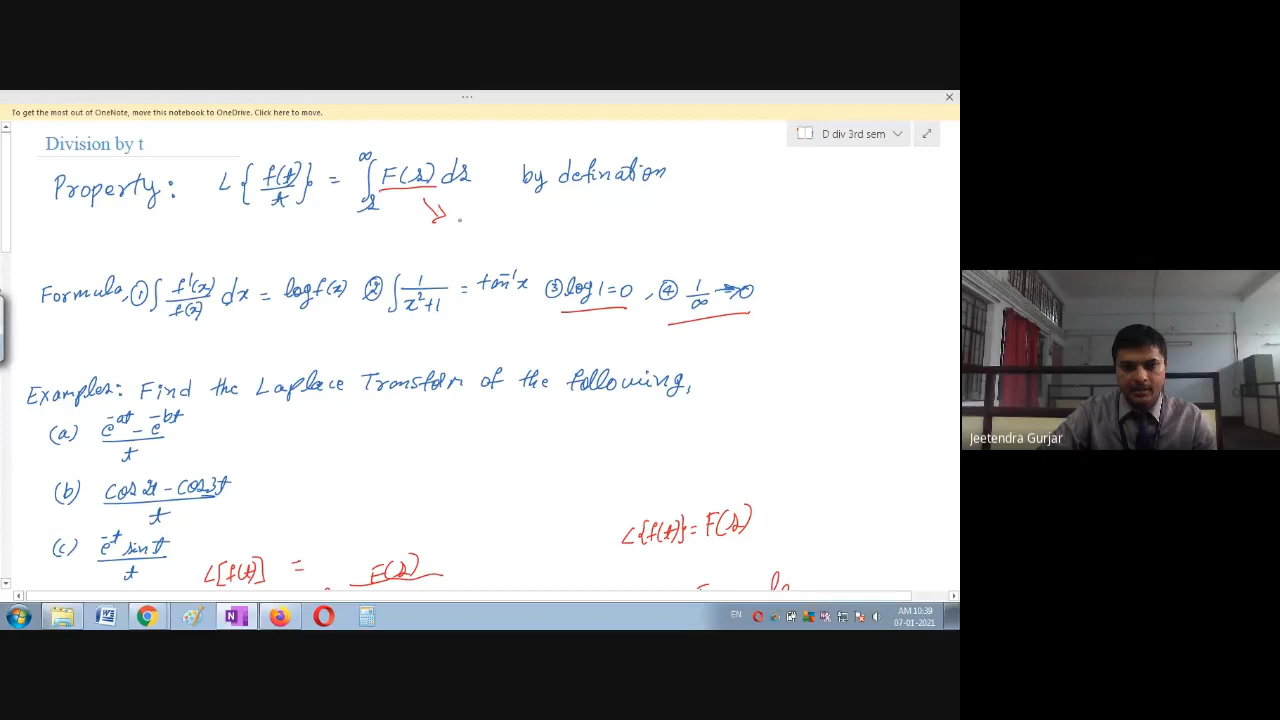 To get the most out of OneNote, move this notebook to OneDrive. Click here to move.
Division by t
D div 3rd sem
Property: L{f(t)/t} = ∫_s^∞ F(s) ds by defination
Formula, ① ∫ f'(x)/f(x) dx = log f(x) ② ∫ 1/(x²+1) = tan⁻¹x ③ log 1 = 0, ④ 1/∞ → 0
Examples: Find the Laplace Transform of the following,
(a) (e^-at - e^-bt)/t
(b) (cos 2t - cos 3t)/t
L{f(t)} = F(s)
(c) (e^-t sin t)/t
L[f(t)] = F(s)
Jeetendra Gurjar
EN
AM 10:39
07-01-2021